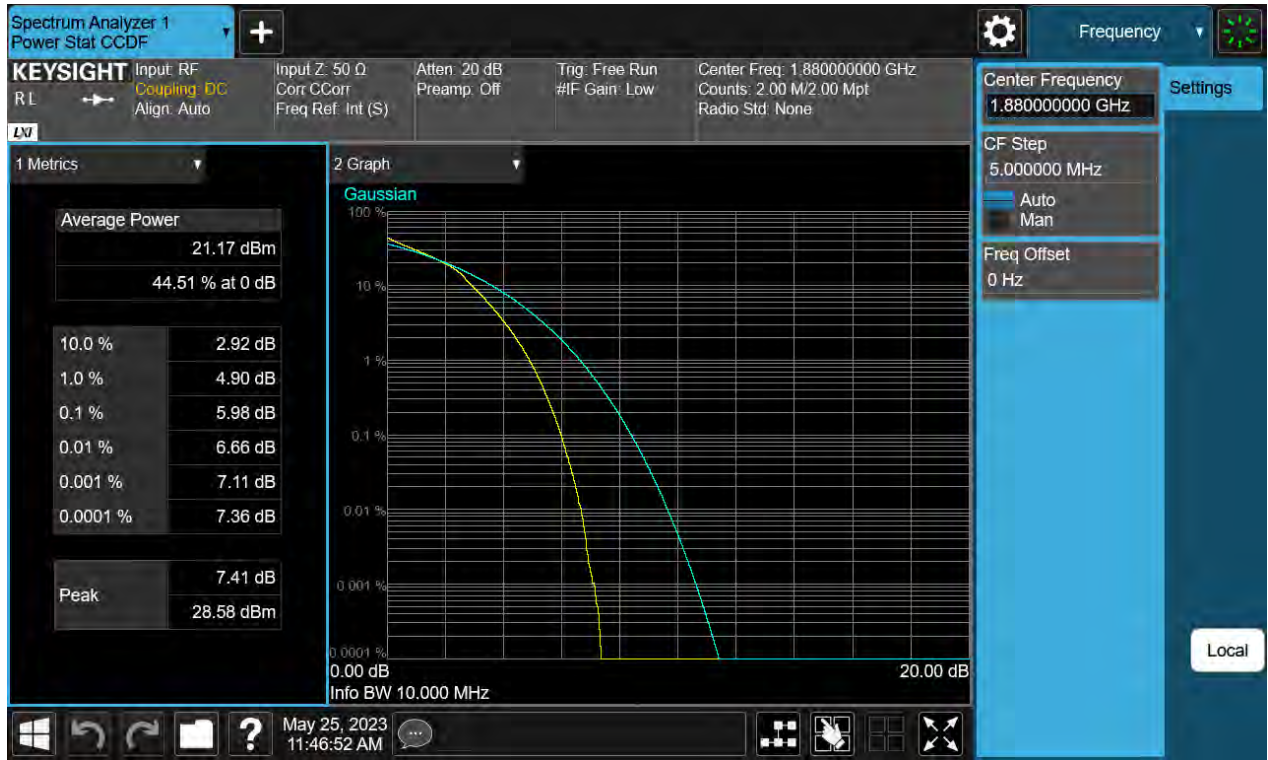 Spectrum Analyzer 1
Power Stat CCDF
Frequency
KEYSIGHT
RL
LXI
Input: RF
Coupling: DC
Align: Auto
Input Z: 50 Ω
Corr CCorr
Freq Ref: Int (S)
Atten: 20 dB
Preamp: Off
Trig: Free Run
#IF Gain: Low
Center Freq: 1.880000000 GHz
Counts: 2.00 M/2.00 Mpt
Radio Std: None
Center Frequency
1.880000000 GHz
Settings
CF Step
5.000000 MHz
Auto
Man
Freq Offset
0 Hz
1 Metrics
Average Power
21.17 dBm
44.51 % at 0 dB
10.0 % 2.92 dB
1.0 % 4.90 dB
0.1 % 5.98 dB
0.01 % 6.66 dB
0.001 % 7.11 dB
0.0001 % 7.36 dB
Peak
7.41 dB
28.58 dBm
2 Graph
Gaussian
100 %
10 %
1 %
0.1 %
0.01 %
0.001 %
0.0001 %
0.00 dB 20.00 dB
Info BW 10.000 MHz
Local
?
May 25, 2023
11:46:52 AM